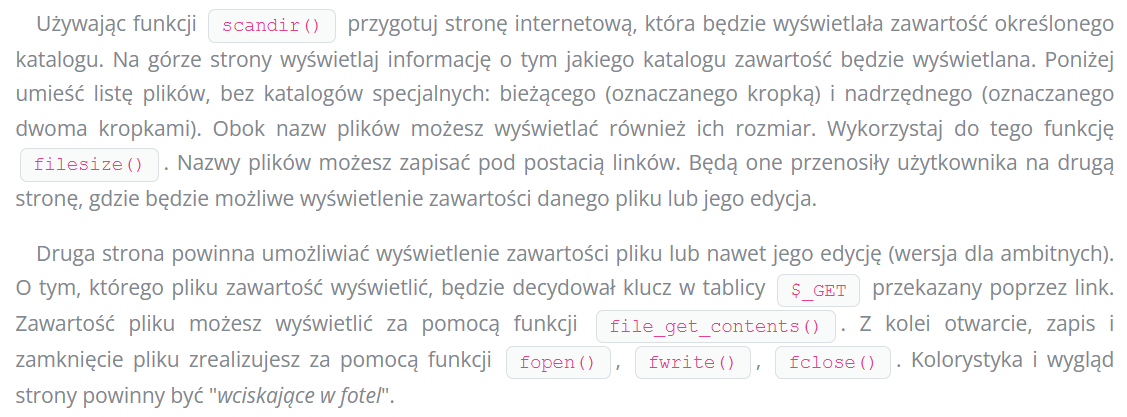 Używając funkcji scandir() przygotuj stronę internetową, która będzie wyświetlała zawartość określonego
katalogu. Na górze strony wyświetlaj informację o tym jakiego katalogu zawartość będzie wyświetlana. Poniżej
umieść listę plików, bez katalogów specjalnych: bieżącego (oznaczanego kropką) i nadrzędnego (oznaczanego
dwoma kropkami). Obok nazw plików możesz wyświetlać również ich rozmiar. Wykorzystaj do tego funkcję
filesize() . Nazwy plików możesz zapisać pod postacią linków. Będą one przenosiły użytkownika na drugą
stronę, gdzie będzie możliwe wyświetlenie zawartości danego pliku lub jego edycja.
Druga strona powinna umożliwiać wyświetlenie zawartości pliku lub nawet jego edycję (wersja dla ambitnych).
O tym, którego pliku zawartość wyświetlić, będzie decydował klucz w tablicy $_GET przekazany poprzez link.
Zawartość pliku możesz wyświetlić za pomocą funkcji file_get_contents() . Z kolei otwarcie, zapis i
zamknięcie pliku zrealizujesz za pomocą funkcji fopen() , fwrite() , fclose() . Kolorystyka i wygląd
strony powinny być "wciskające w fotel".